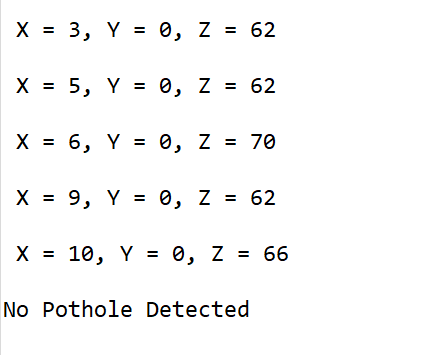 X = 3, Y = 0, Z = 62
X = 5, Y = 0, Z = 62
X = 6, Y = 0, Z = 70
X = 9, Y = 0, Z = 62
X = 10, Y = 0, Z = 66
No Pothole Detected